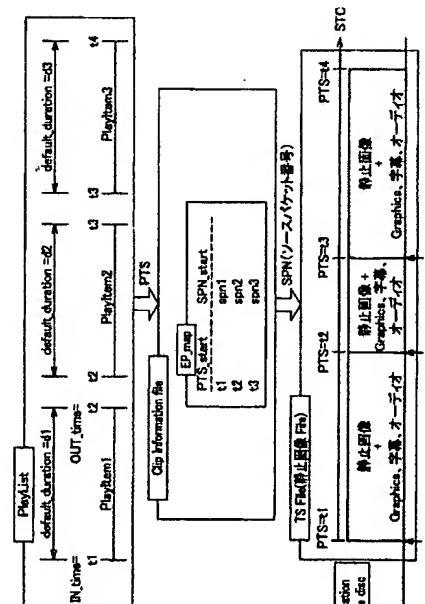 PlayList
default_duration =d1
default_duration =d2
default_duration =d3
IN_time=
OUT_time=
t1
t2
t2
t3
t3
t4
PlayItem1
PlayItem2
PlayItem3
PTS
Clip Information file
EP_map
PTS_start
SPN_start
t1
spn1
t2
spn2
t3
spn3
SPN(ソースパケット番号)
TS File(静止画像 File)
STC
PTS=t1
PTS=t2
PTS=t3
PTS=t4
静止画像
+
Graphics、字幕、オーディオ
静止画像 +
Graphics、字幕、
オーディオ
静止画像
+
Graphics、字幕、オーディオ
ation
disc